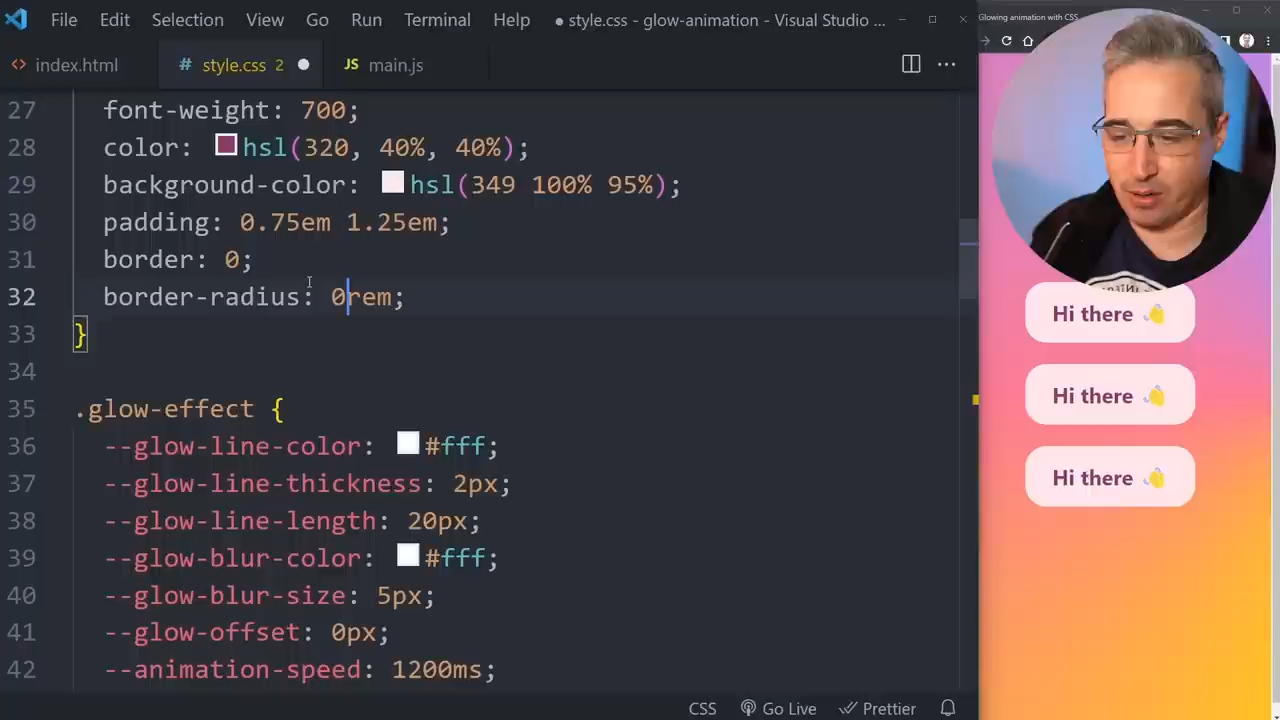 File Edit Selection View Go Run Terminal Help ● style.css - glow-animation - Visual Studio ...
Glowing animation with CSS
<> index.html # style.css 2 ● JS main.js
27 font-weight: 700;
28 color: hsl(320, 40%, 40%);
29 background-color: hsl(349 100% 95%);
30 padding: 0.75em 1.25em;
31 border: 0;
32 border-radius: 0rem;
33 }
34
35 .glow-effect {
36 --glow-line-color: #fff;
37 --glow-line-thickness: 2px;
38 --glow-line-length: 20px;
39 --glow-blur-color: #fff;
40 --glow-blur-size: 5px;
41 --glow-offset: 0px;
42 --animation-speed: 1200ms;
Hi there 👋
Hi there 👋
Hi there 👋
CSS Go Live Prettier